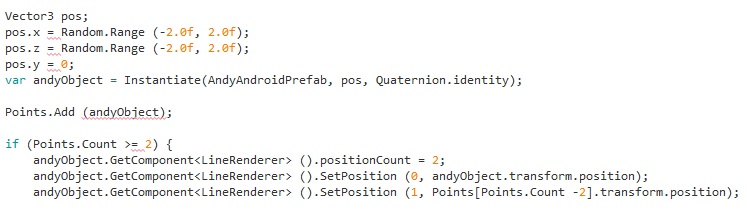 Vector3 pos;
pos.x = Random.Range (-2.0f, 2.0f);
pos.z = Random.Range (-2.0f, 2.0f);
pos.y = 0;
var andyObject = Instantiate(AndyAndroidPrefab, pos, Quaternion.identity);

Points.Add (andyObject);

if (Points.Count >= 2) {
    andyObject.GetComponent<LineRenderer> ().positionCount = 2;
    andyObject.GetComponent<LineRenderer> ().SetPosition (0, andyObject.transform.position);
    andyObject.GetComponent<LineRenderer> ().SetPosition (1, Points[Points.Count -2].transform.position);